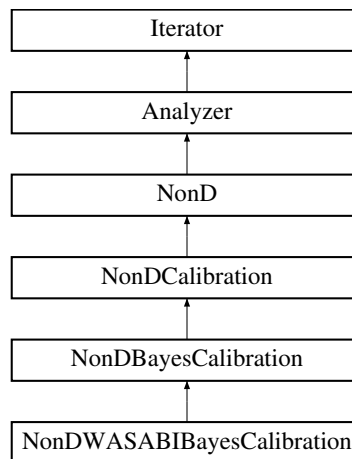 Iterator
Analyzer
NonD
NonDCalibration
NonDBayesCalibration
NonDWASABIBayesCalibration